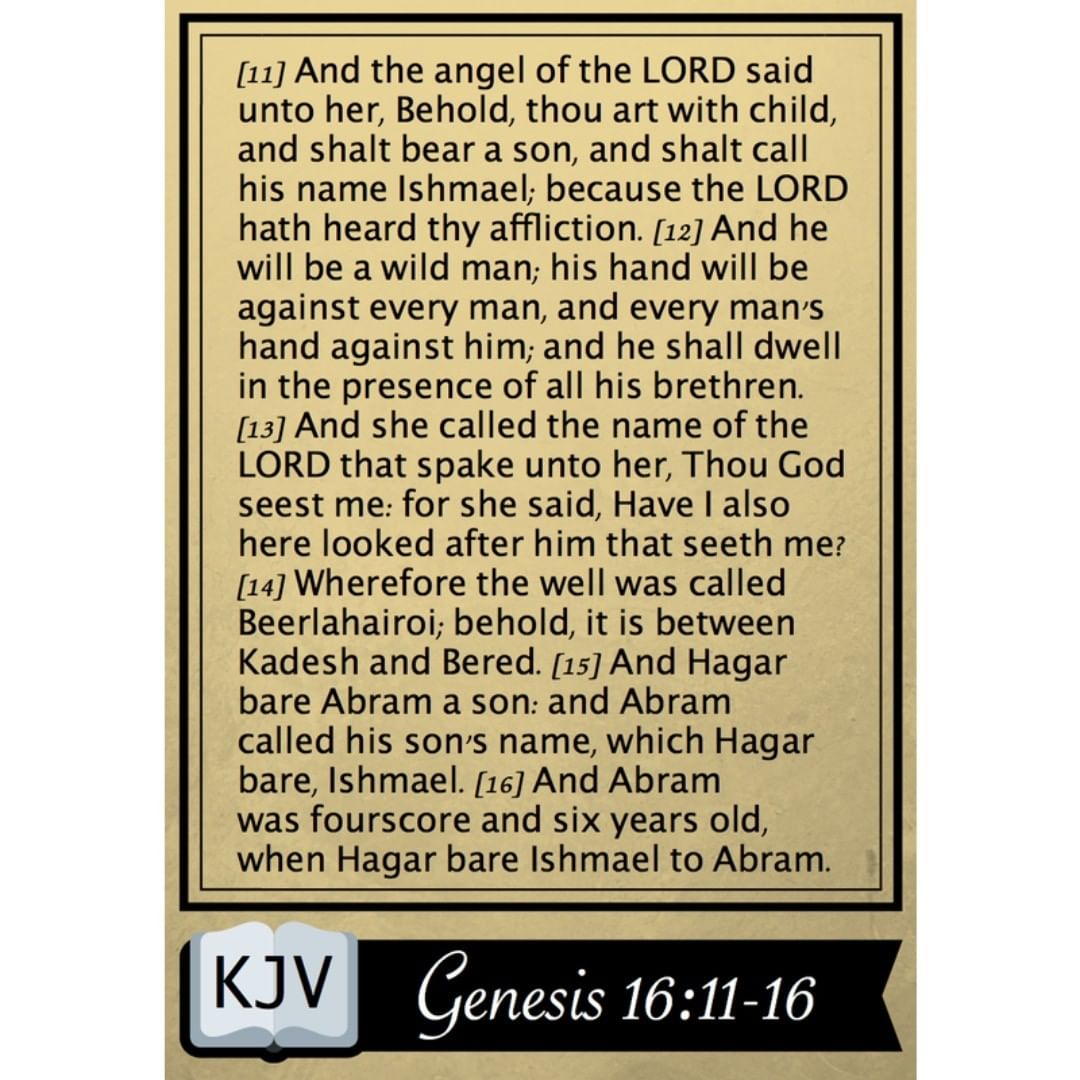 [11] And the angel of the LORD said
unto her, Behold, thou art with child,
and shalt bear a son, and shalt call
his name Ishmael; because the LORD
hath heard thy affliction. [12] And he
will be a wild man; his hand will be
against every man, and every man's
hand against him; and he shall dwell
in the presence of all his brethren.
[13] And she called the name of the
LORD that spake unto her, Thou God
seest me: for she said, Have I also
here looked after him that seeth me?
[14] Wherefore the well was called
Beerlahairoi; behold, it is between
Kadesh and Bered. [15] And Hagar
bare Abram a son: and Abram
called his son's name, which Hagar
bare, Ishmael. [16] And Abram
was fourscore and six years old,
when Hagar bare Ishmael to Abram.
KJV
Genesis 16:11-16